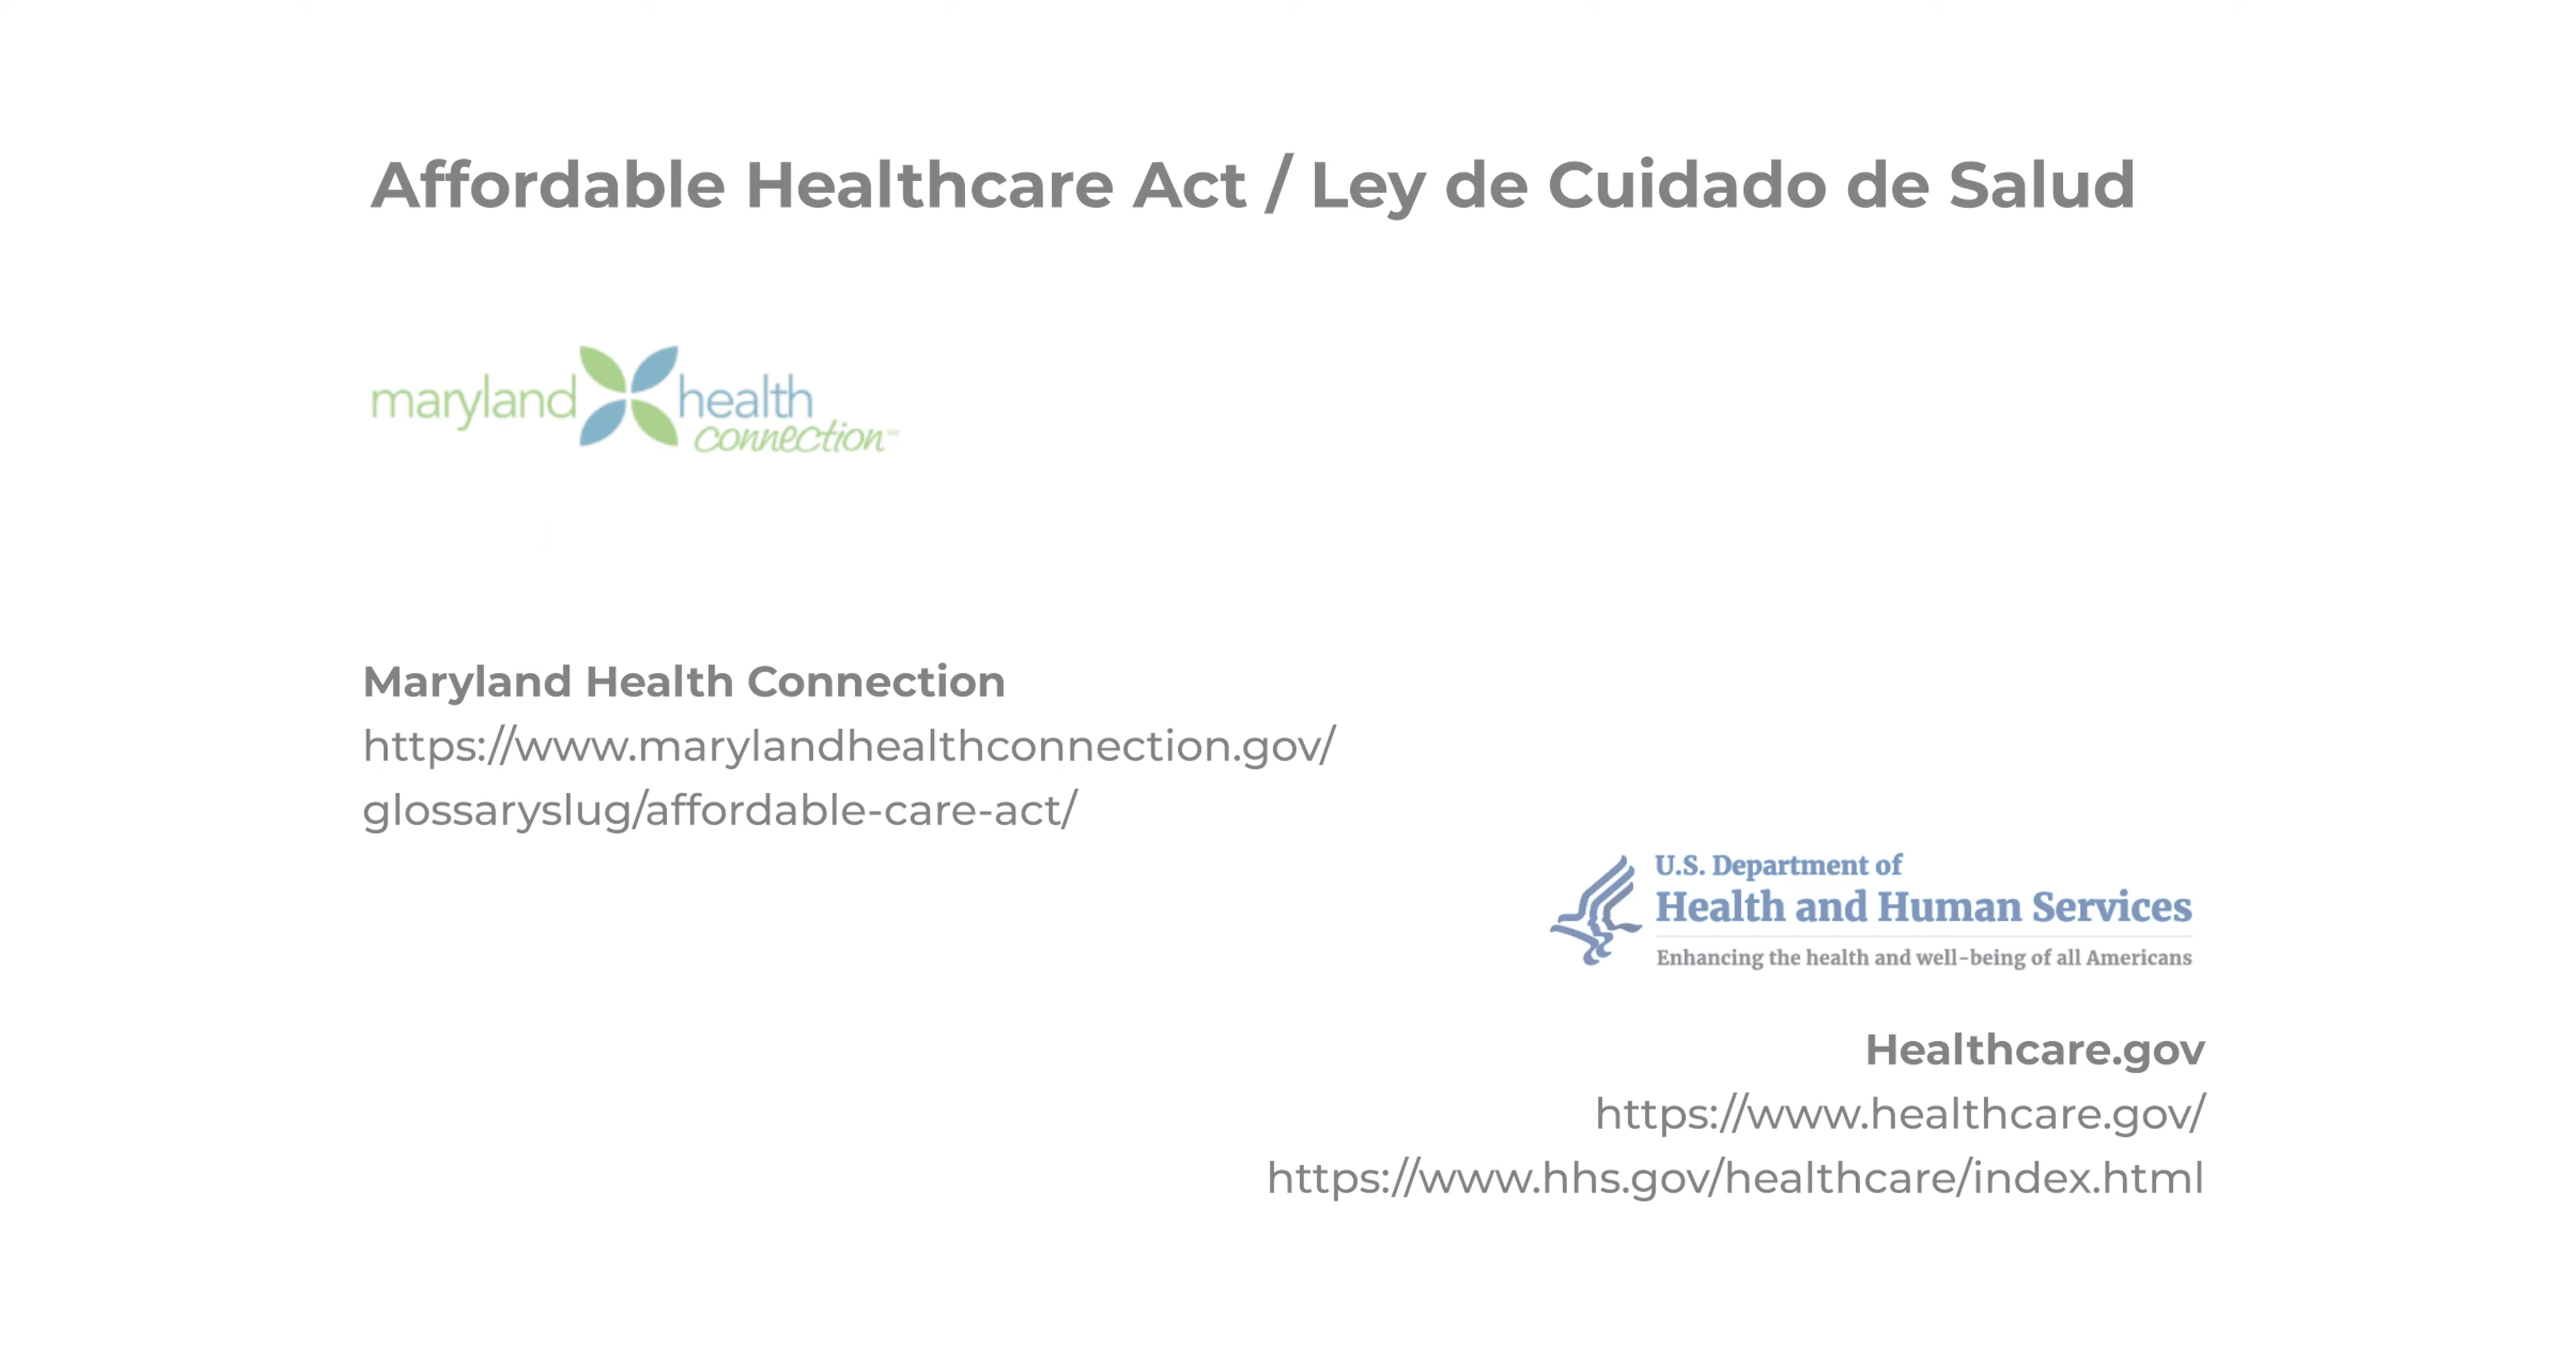 Affordable Healthcare Act / Ley de Cuidado de Salud
maryland health
connection
Maryland Health Connection
https://www.marylandhealthconnection.gov/
glossaryslug/affordable-care-act/
U.S. Department of
Health and Human Services
Enhancing the health and well-being of all Americans
Healthcare.gov
https://www.healthcare.gov/
https://www.hhs.gov/healthcare/index.html